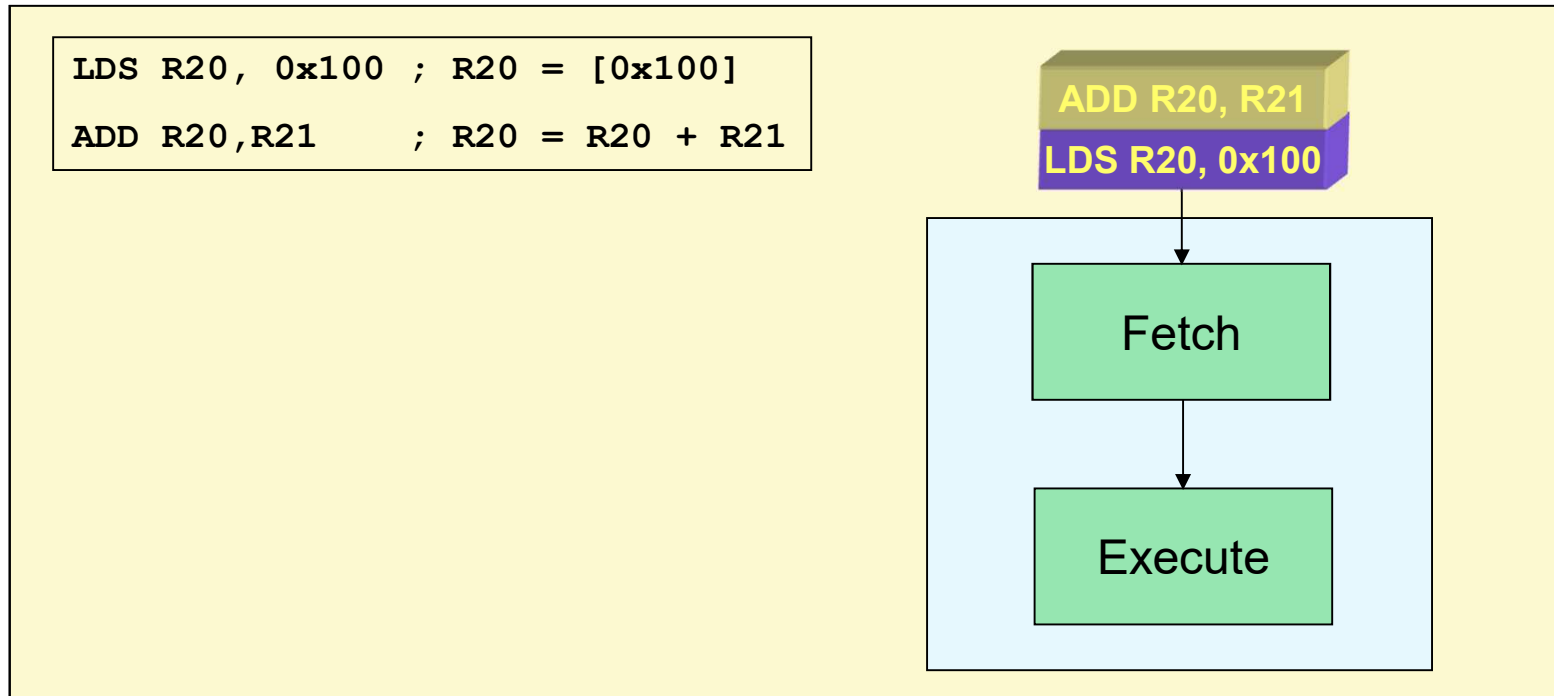 LDS R20, 0x100 ; R20 = [0x100]
ADD R20,R21 ; R20 = R20 + R21
ADD R20, R21
LDS R20, 0x100
Fetch
Execute